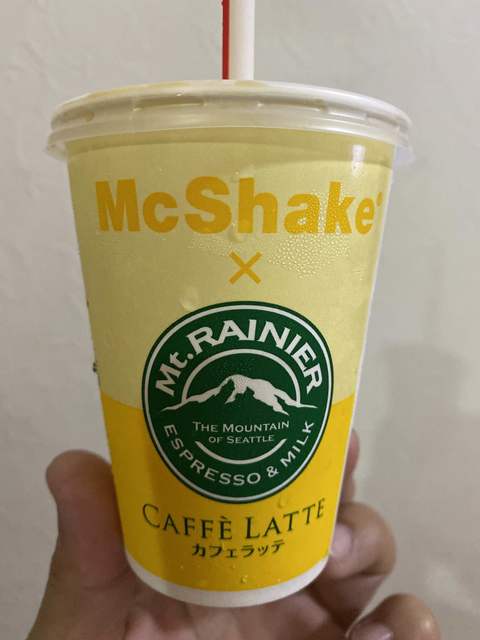 McShake®
×
Mt. RAINIER
THE MOUNTAIN
OF SEATTLE
ESPRESSO & MILK
CAFFÈ LATTE
カフェラッテ